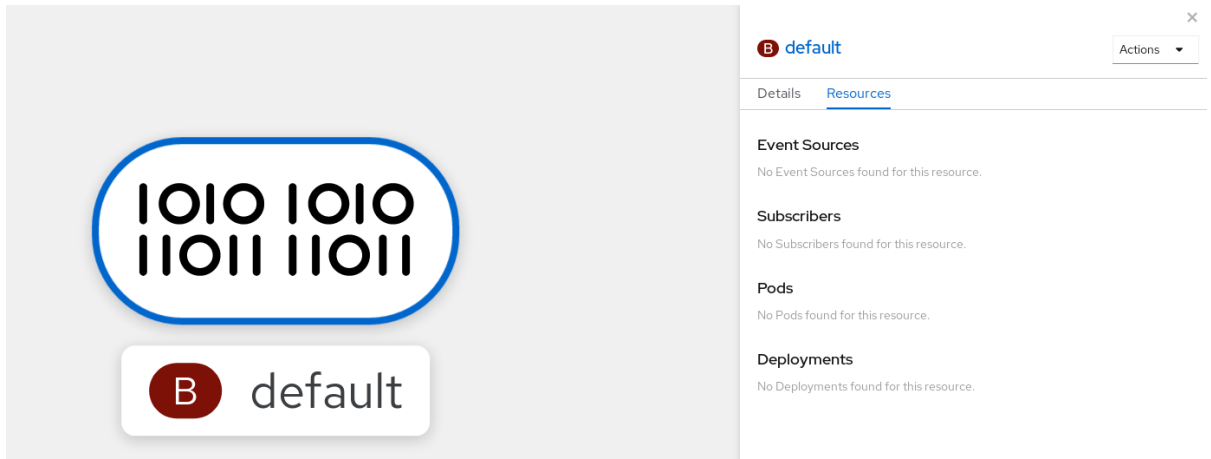 1010 1010
11011 11011
B default
B default
Actions
Details Resources
Event Sources
No Event Sources found for this resource.
Subscribers
No Subscribers found for this resource.
Pods
No Pods found for this resource.
Deployments
No Deployments found for this resource.